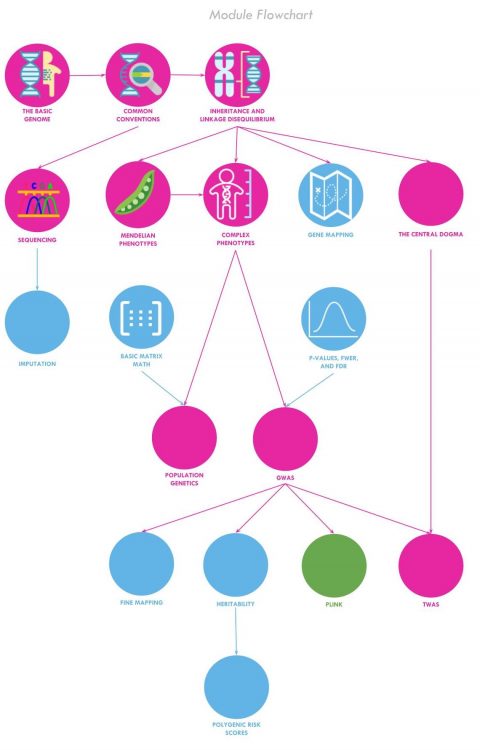 Module Flowchart
THE BASIC
GENOME
COMMON
CONVENTIONS
INHERITANCE AND
LINKAGE DISEQUILIBRIUM
SEQUENCING
MENDELIAN
PHENOTYPES
COMPLEX
PHENOTYPES
GENE MAPPING
THE CENTRAL DOGMA
IMPUTATION
BASIC MATRIX
MATH
P-VALUES, FWER,
AND FDR
POPULATION
GENETICS
GWAS
FINE MAPPING
HERITABILITY
PLINK
TWAS
POLYGENIC RISK
SCORES